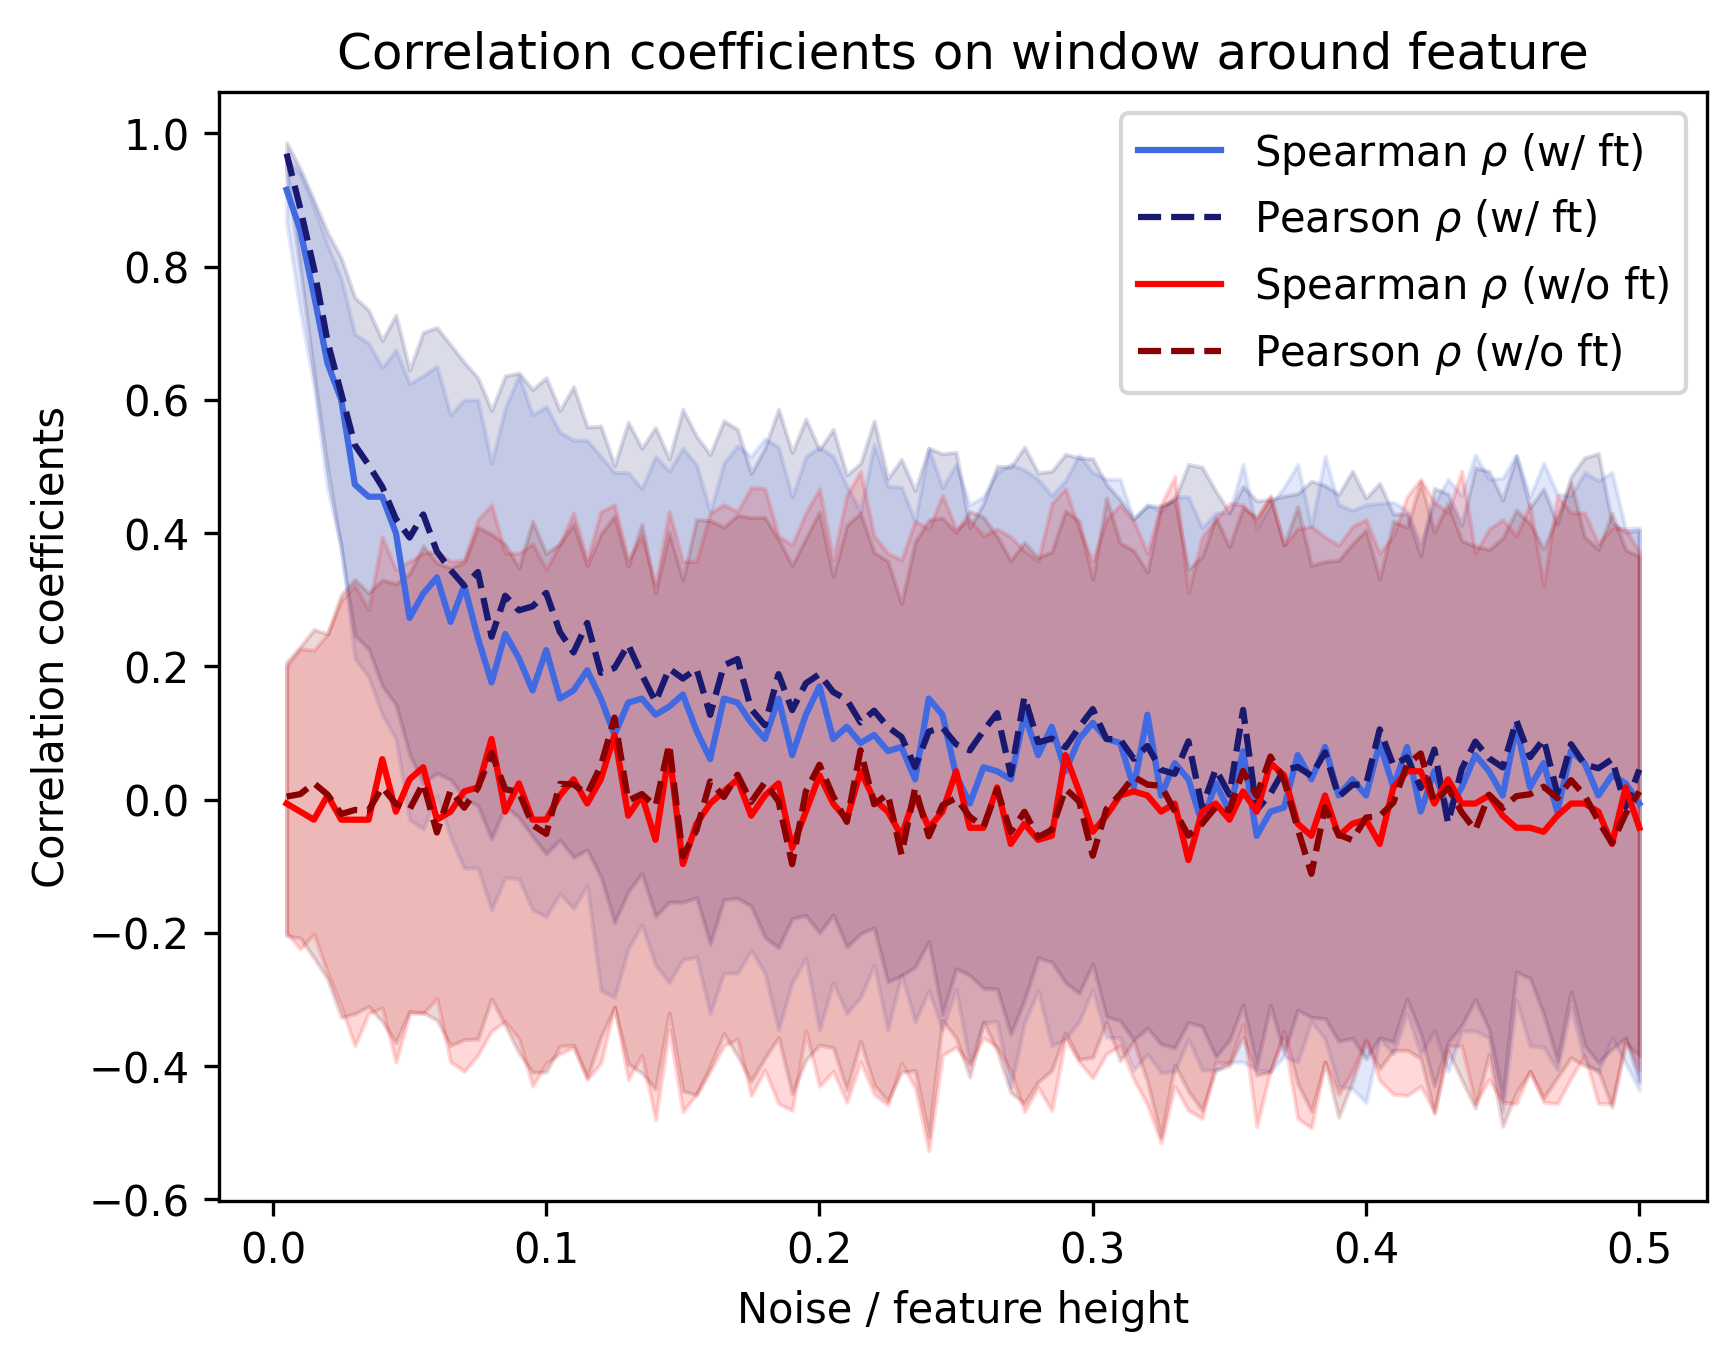 Correlation coefficients on window around feature
Spearman ρ (w/ ft)
Pearson ρ (w/ ft)
Spearman ρ (w/o ft)
Pearson ρ (w/o ft)
Correlation coefficients
1.0
0.8
0.6
0.4
0.2
0.0
−0.2
−0.4
−0.6
0.0 0.1 0.2 0.3 0.4 0.5
Noise / feature height